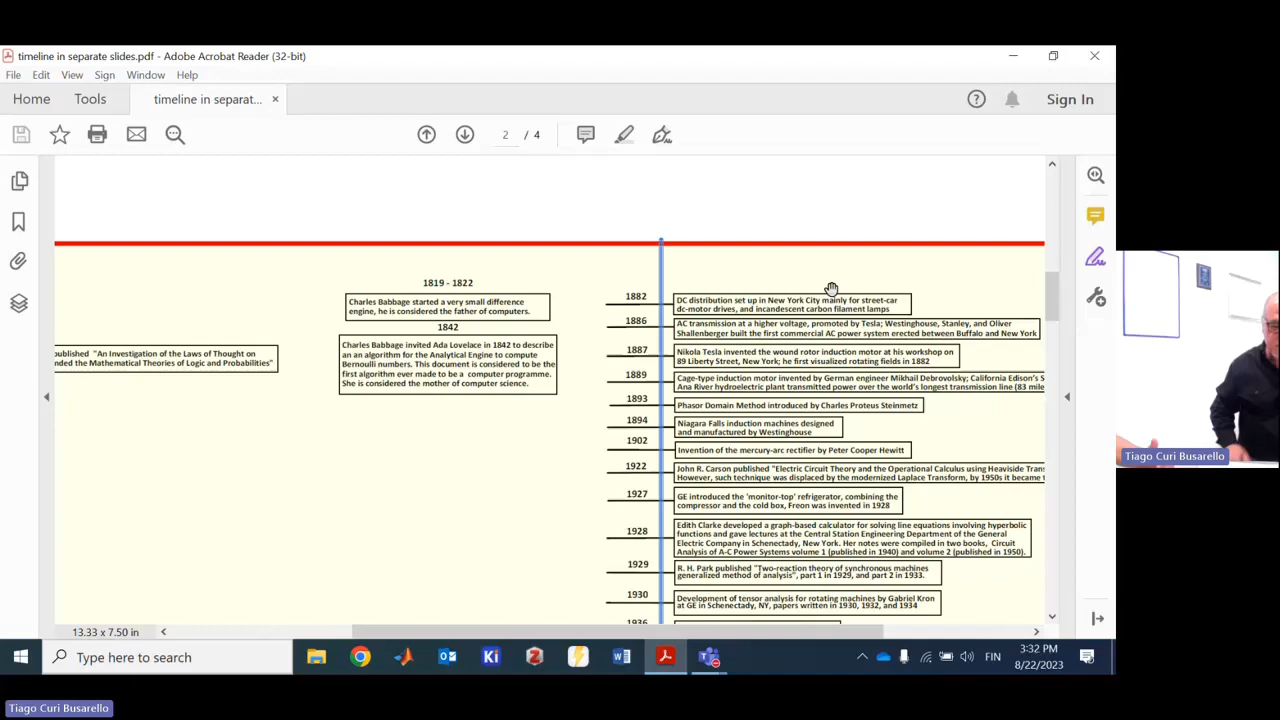 timeline in separate slides.pdf - Adobe Acrobat Reader (32-bit)
File Edit View Sign Window Help
Home Tools timeline in separat... × Sign In
2 / 4
1819 - 1822
Charles Babbage started a very small difference
engine, he is considered the father of computers.
1842
Charles Babbage invited Ada Lovelace in 1842 to describe
an an algorithm for the Analytical Engine to compute
Bernoulli numbers. This document is considered to be the
first algorithm ever made to be a computer programme.
She is considered the mother of computer science.
published "An Investigation of the Laws of Thought on
nded the Mathematical Theories of Logic and Probabilities"
1882
DC distribution set up in New York City mainly for street-car
dc-motor drives, and incandescent carbon filament lamps
1886
AC transmission at a higher voltage, promoted by Tesla; Westinghouse, Stanley, and Oliver
Shallenberger built the first commercial AC power system erected between Buffalo and New York
1887
Nikola Tesla invented the wound rotor induction motor at his workshop on
89 Liberty Street, New York; he first visualized rotating fields in 1882
1889
Cage-type induction motor invented by German engineer Mikhail Debrovolsky; California Edison's S
Ana River hydroelectric plant transmitted power over the world's longest transmission line (83 mile
1893
Phasor Domain Method introduced by Charles Proteus Steinmetz
1894
Niagara Falls induction machines designed
and manufactured by Westinghouse
1902
Invention of the mercury-arc rectifier by Peter Cooper Hewitt
1922
John R. Carson published "Electric Circuit Theory and the Operational Calculus using Heaviside Tran
However, such technique was displaced by the modernized Laplace Transform, by 1950s it became t
1927
GE introduced the 'monitor-top' refrigerator, combining the
compressor and the cold box, Freon was invented in 1928
1928
Edith Clarke developed a graph-based calculator for solving line equations involving hyperbolic
functions and gave lectures at the Central Station Engineering Department of the General
Electric Company in Schenectady, New York. Her notes were compiled in two books, Circuit
Analysis of A-C Power Systems volume 1 (published in 1940) and volume 2 (published in 1950).
1929
R. H. Park published "Two-reaction theory of synchronous machines
generalized method of analysis", part 1 in 1929, and part 2 in 1933.
1930
Development of tensor analysis for rotating machines by Gabriel Kron
at GE in Schenectady, NY, papers written in 1930, 1932, and 1934
1936
13.33 x 7.50 in
Type here to search
Ki
FIN
3:32 PM
8/22/2023
Tiago Curi Busarello
Tiago Curi Busarello